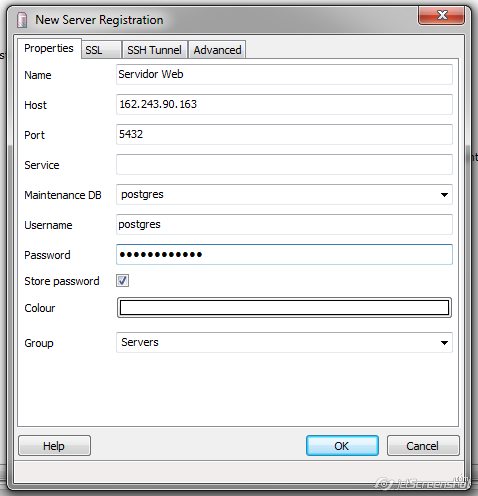 New Server Registration
Properties SSL SSH Tunnel Advanced
Name Servidor Web
Host 162.243.90.163
Port 5432
Service
Maintenance DB postgres
Username postgres
Password ••••••••••••
Store password
Colour
Group Servers
Help OK Cancel